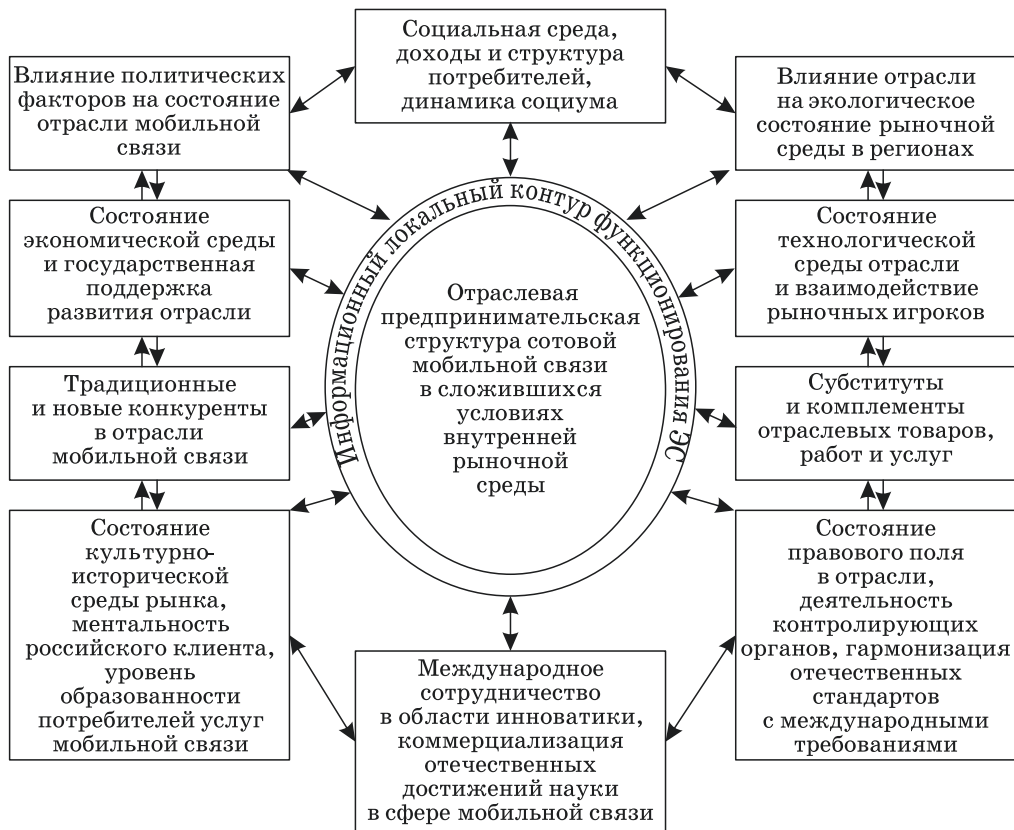 Социальная среда,
доходы и структура
потребителей,
динамика социума
Влияние политических
факторов на состояние
отрасли мобильной
связи
Влияние отрасли
на экологическое
состояние рыночной
среды в регионах
Состояние
экономической среды
и государственная
поддержка
развития отрасли
Информационный локальный контур функционирования ЭС
Отраслевая
предпринимательская
структура сотовой
мобильной связи
в сложившихся
условиях
внутренней
рыночной
среды
Состояние
технологической
среды отрасли
и взаимодействие
рыночных игроков
Традиционные
и новые конкуренты
в отрасли
мобильной связи
Субституты
и комплементы
отраслевых товаров,
работ и услуг
Состояние
культурно-
исторической
среды рынка,
ментальность
российского клиента,
уровень
образованности
потребителей услуг
мобильной связи
Международное
сотрудничество
в области инноватики,
коммерциализация
отечественных
достижений науки
в сфере мобильной связи
Состояние
правового поля
в отрасли,
деятельность
контролирующих
органов, гармонизация
отечественных
стандартов
с международными
требованиями